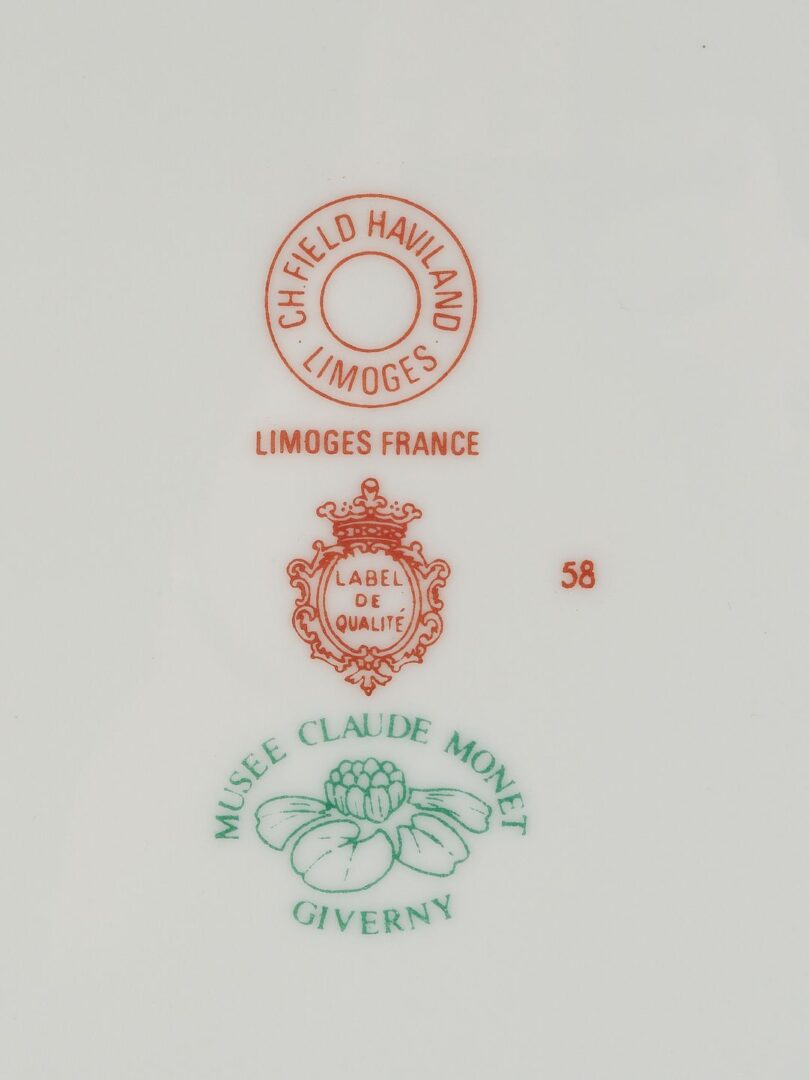 CH. FIELD HAVILAND
· LIMOGES ·
LIMOGES FRANCE
LABEL
DE
QUALITÉ
58
MUSEE CLAUDE MONET
GIVERNY